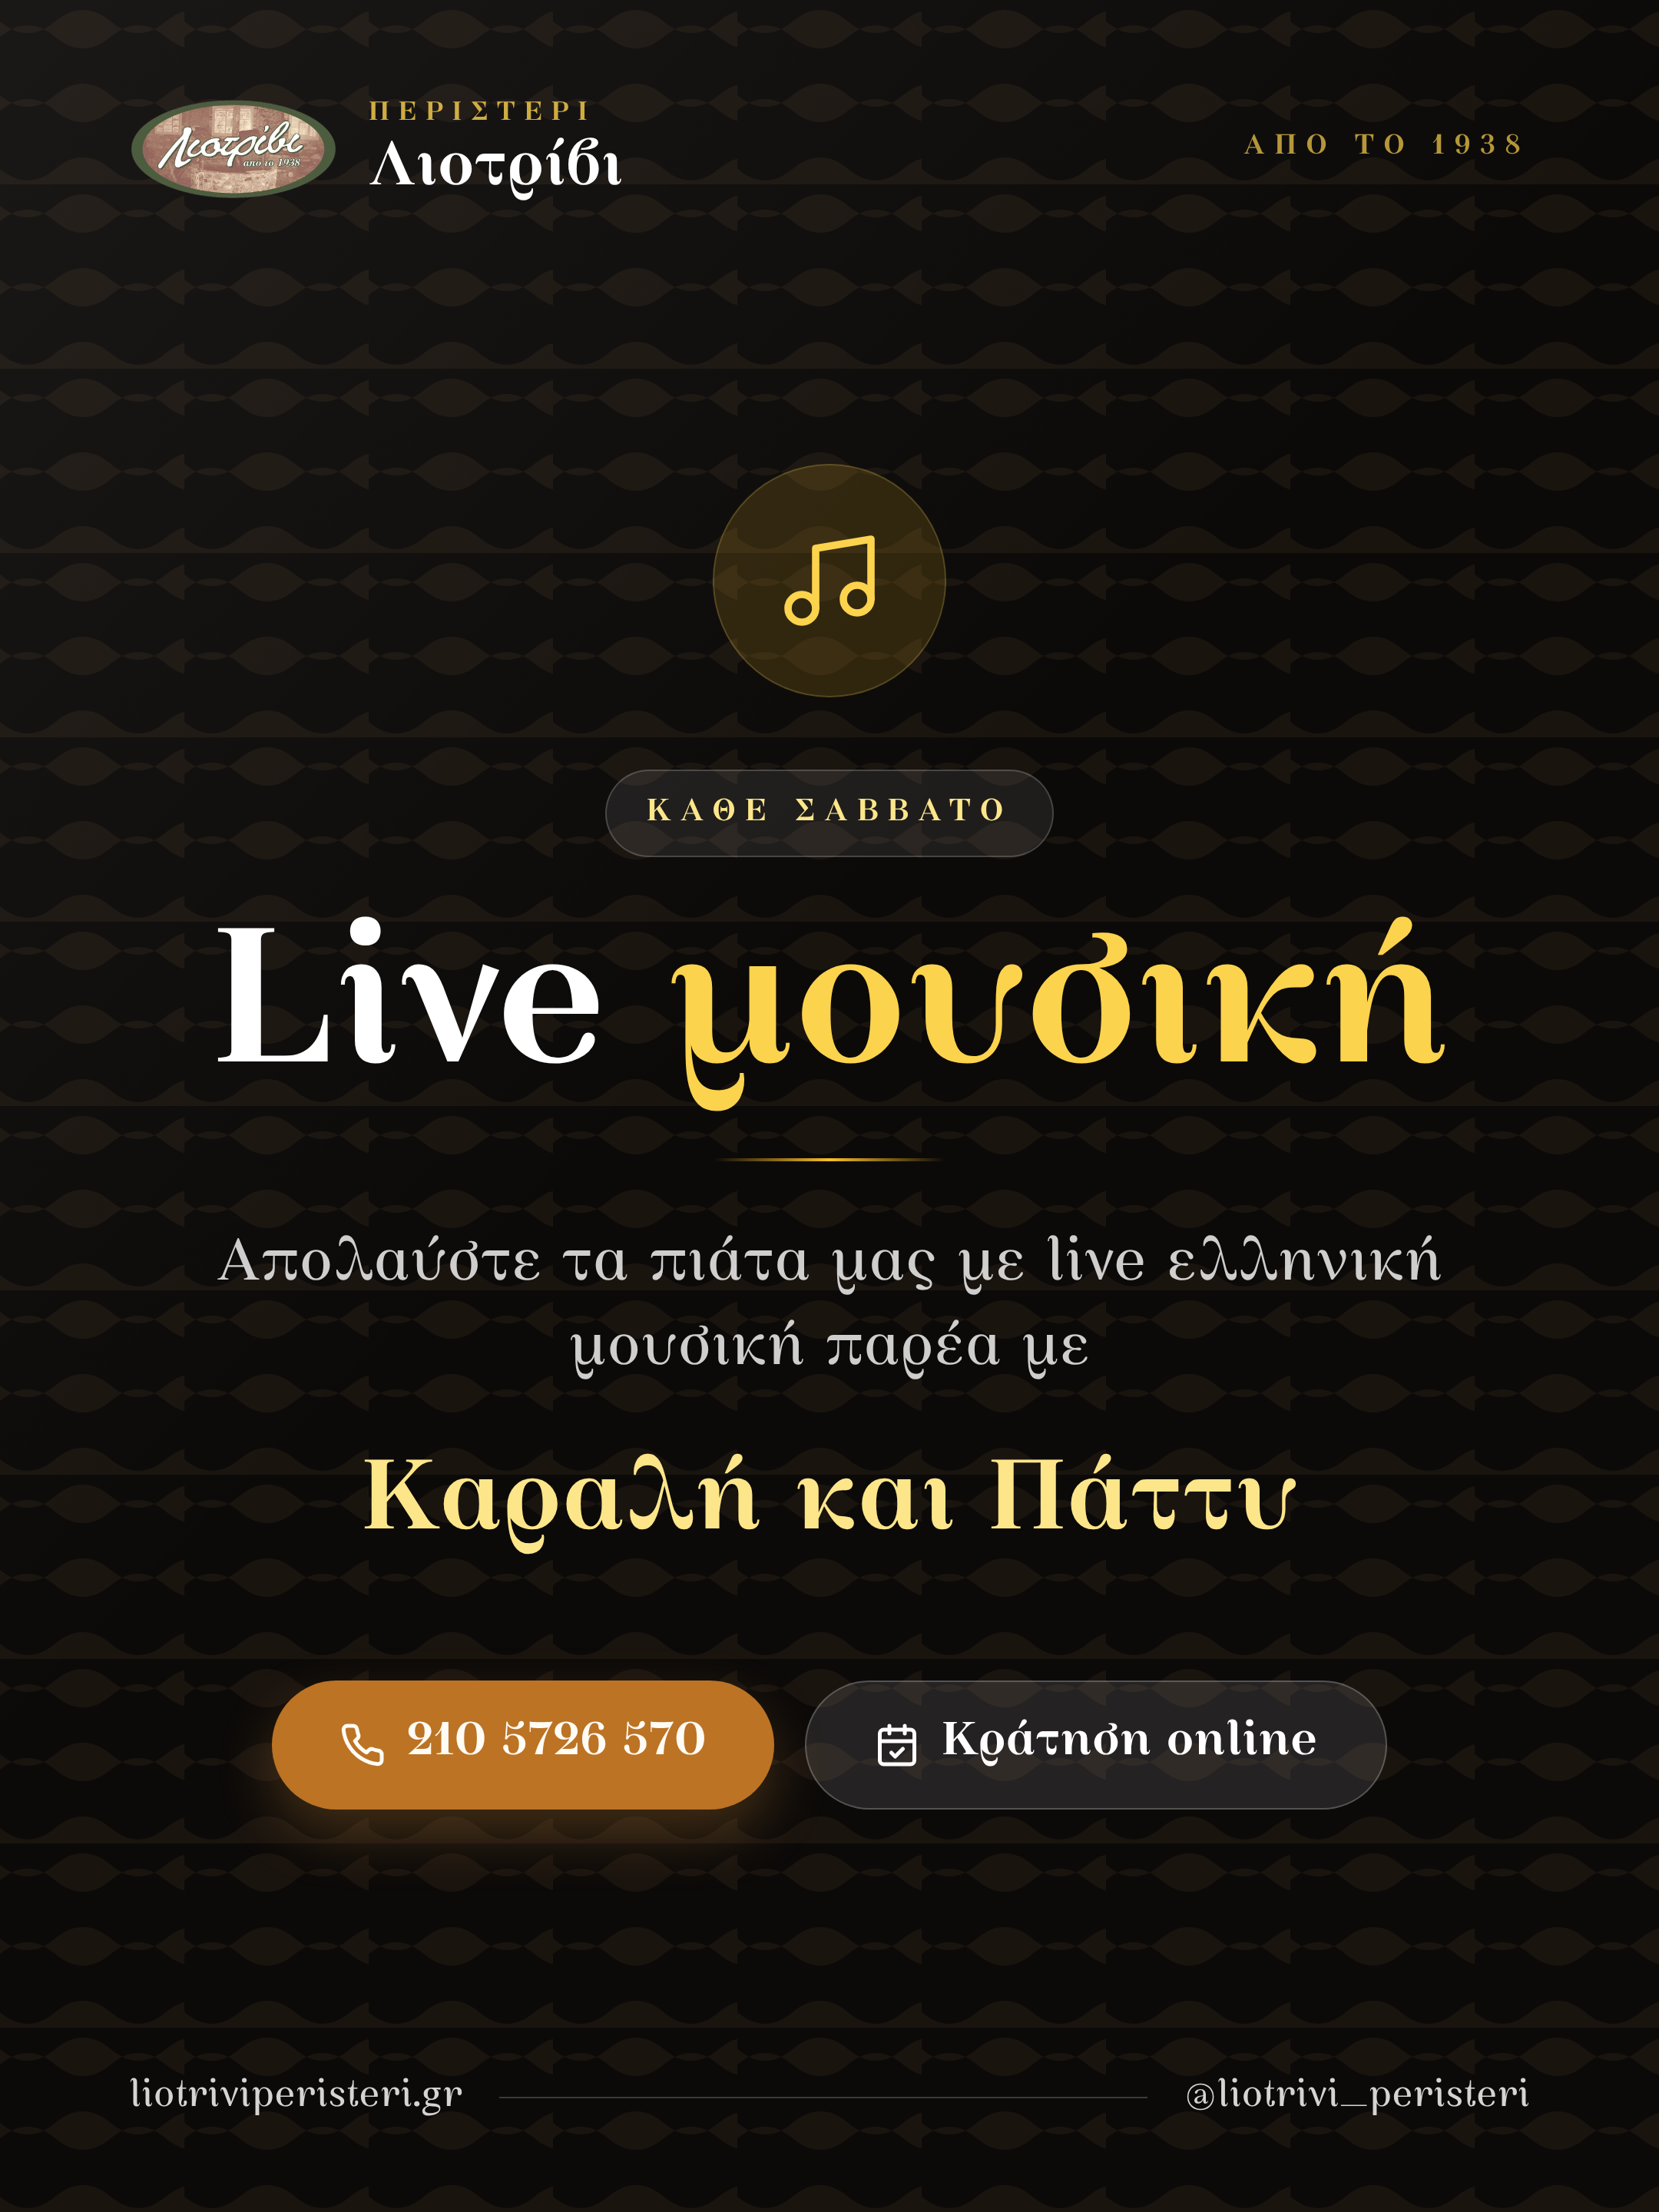 Λιοτρίβι
από το 1938
ΠΕΡΙΣΤΕΡΙ
Λιοτρίβι
ΑΠΟ ΤΟ 1938
ΚΑΘΕ ΣΑΒΒΑΤΟ
Live μουσική
Απολαύστε τα πιάτα μας με live ελληνική
μουσική παρέα με
Καραλή και Πάττυ
210 5726 570
Κράτηση online
liotriviperisteri.gr
@liotrivi_peristeri